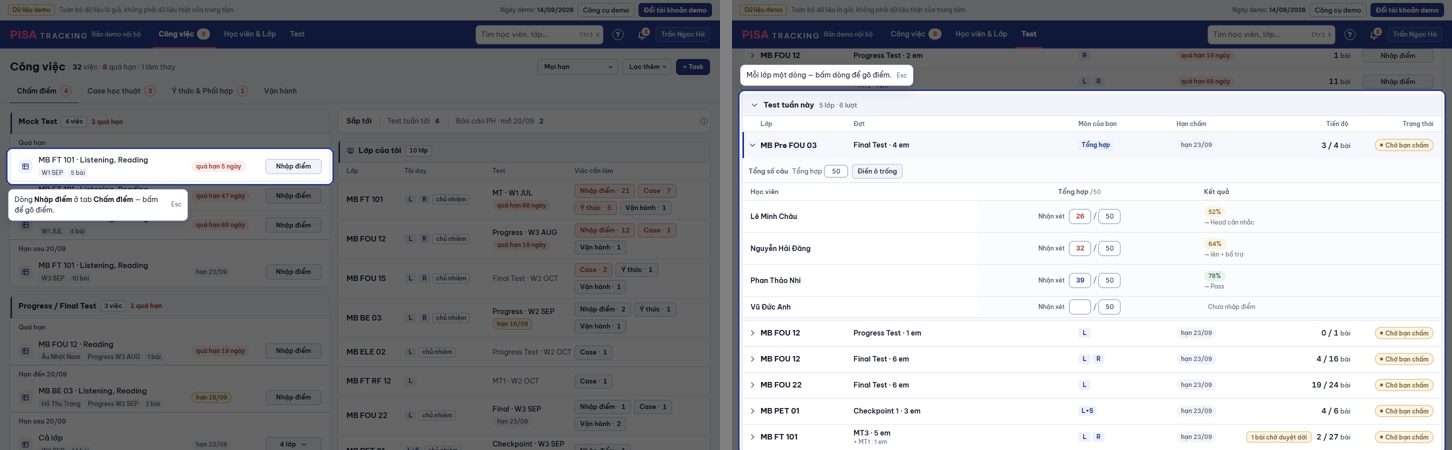 Dữ liệu demo Toàn bộ dữ liệu là giả, không phải dữ liệu thật của trung tâm.
Ngày demo: 14/09/2026 Công cụ demo Đổi tài khoản demo
PISA TRACKING Bản demo nội bộ Công việc 8 Học viên & Lớp Test
Tìm học viên, lớp... Ctrl K ? Trần Ngọc Hà
Công việc 32 việc · 8 quá hạn · 1 làm thay
Mọi hạn Lọc thêm + Task
Chấm điểm 4 Case học thuật 3 Ý thức & Phối hợp 1 Vận hành
Mock Test 4 việc 3 quá hạn
Quá hạn
MB FT 101 · Listening, Reading
W1 SEP 5 bài
quá hạn 5 ngày Nhập điểm
Dòng Nhập điểm ở tab Chấm điểm — bấm
để gõ điểm.
Esc
quá hạn 47 ngày
W1 JUL 4 bài
quá hạn 68 ngày
Hạn sau 20/09
MB FT 101 · Listening, Reading
W3 SEP 10 bài
hạn 23/09 Nhập điểm
Progress / Final Test 3 việc 1 quá hạn
Quá hạn
MB FOU 12 · Reading
Âu Nhật Nam Progress W3 AUG 1 bài
quá hạn 19 ngày Nhập điểm
Hạn đến 20/09
MB BE 03 · Listening, Reading
Hồ Thu Trang Progress W2 SEP 2 bài
hạn 16/09 Nhập điểm
Hạn sau 20/09
Cả lớp
hạn 23/09 4 lớp
Sắp tới Test tuần tới 4 Báo cáo PH · mở 20/09 2
Lớp của tôi 10 lớp
Lớp Tôi dạy Test · kỳ Việc cần làm
MB FT 101 L R chủ nhiệm
MT · W1 JUL
quá hạn 68 ngày
Nhập điểm · 21 Case · 7
Ý thức · 5 Vận hành · 1
MB FOU 12 L R chủ nhiệm
Progress · W3 AUG
quá hạn 19 ngày
Nhập điểm · 12 Case · 1
Vận hành · 1
MB FOU 15 L R chủ nhiệm
Final Test · W2 OCT
Case · 2 Ý thức · 1
Vận hành · 1
MB BE 03 L R chủ nhiệm
Progress · W2 SEP
hạn 16/09
Nhập điểm · 2 Ý thức · 1
Vận hành · 1
MB ELE 02 L chủ nhiệm Progress Test · W2 OCT Case · 1
MB FT RF 12 L MT1 · W2 OCT Case · 1
MB FOU 22 L chủ nhiệm
Final · W3 SEP
hạn 23/09
Nhập điểm · 1 Case · 1
Vận hành · 1
Checkpoint · W3 SEP
Nhập điểm · 1
Dữ liệu demo Toàn bộ dữ liệu là giả, không phải dữ liệu thật của trung tâm.
Ngày demo: 14/09/2026 Công cụ demo Đổi tài khoản demo
PISA TRACKING Bản demo nội bộ Công việc 8 Học viên & Lớp Test
Tìm học viên, lớp... Ctrl K ? Trần Ngọc Hà
MB FOU 12 Progress Test · 2 em R quá hạn 19 ngày 1 bài Nhập điểm
L R quá hạn 68 ngày 11 bài Nhập điểm
Mỗi lớp một dòng — bấm dòng để gõ điểm. Esc
Test tuần này 5 lớp · 6 lượt
Lớp Đợt Môn của bạn Hạn chấm Tiến độ Trạng thái
MB Pre FOU 03 Final Test · 4 em Tổng hợp hạn 23/09 3 / 4 bài Chờ bạn chấm
Tổng số câu Tổng hợp 50 Điền ô trống
Học viên Tổng hợp /50 Kết quả
Lê Minh Châu Nhận xét 26 / 50 52%
→ Head cân nhắc
Nguyễn Hải Đăng Nhận xét 32 / 50 64%
→ lên + bổ trợ
Phan Thảo Nhi Nhận xét 39 / 50 78%
→ Pass
Vũ Đức Anh Nhận xét / 50 Chưa nhập điểm
MB FOU 12 Progress Test · 1 em L hạn 23/09 0 / 1 bài Chờ bạn chấm
MB FOU 12 Final Test · 6 em L R hạn 23/09 4 / 16 bài Chờ bạn chấm
MB FOU 22 Final Test · 6 em L hạn 23/09 19 / 24 bài Chờ bạn chấm
MB PET 01 Checkpoint 1 · 3 em L+S hạn 23/09 4 / 6 bài Chờ bạn chấm
MB FT 101 MT3 · 5 em L R hạn 23/09 1 bài chờ duyệt dời 2 / 27 bài Chờ bạn chấm
+ MT1 · 1 em